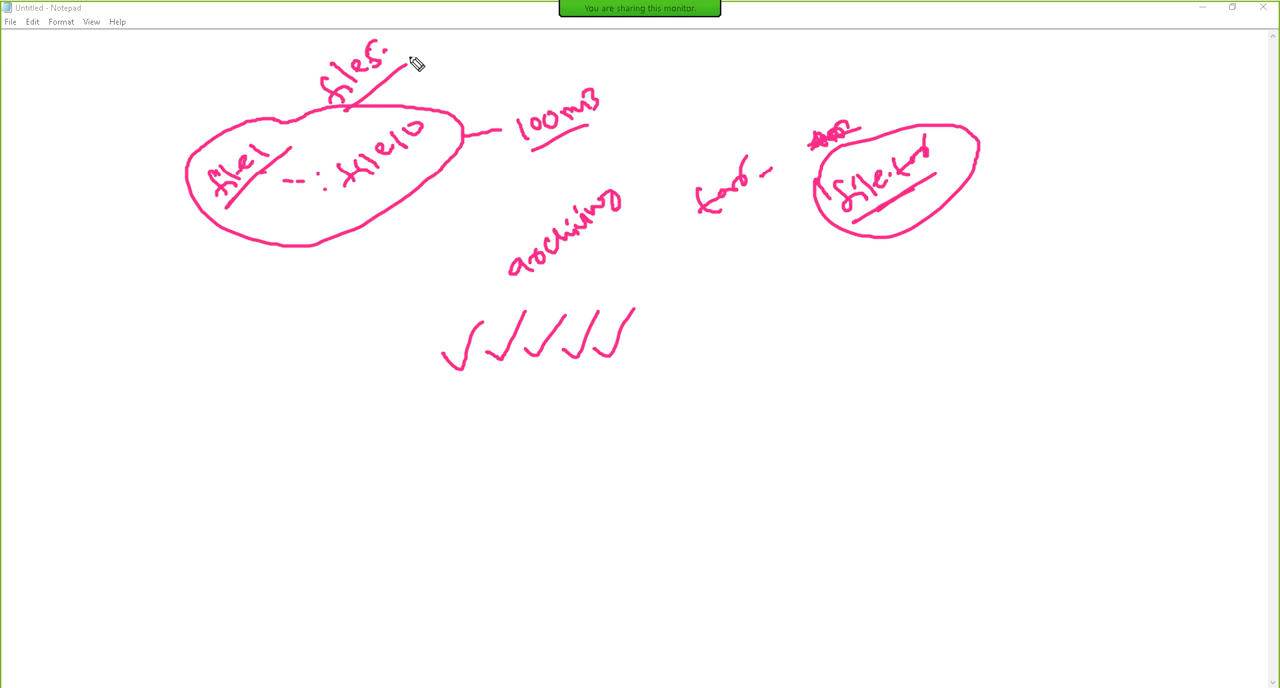 Untitled - Notepad
You are sharing this monitor.
File Edit Format View Help
files.
file1 --: file10
100mb
tar -
file.tar
archiving